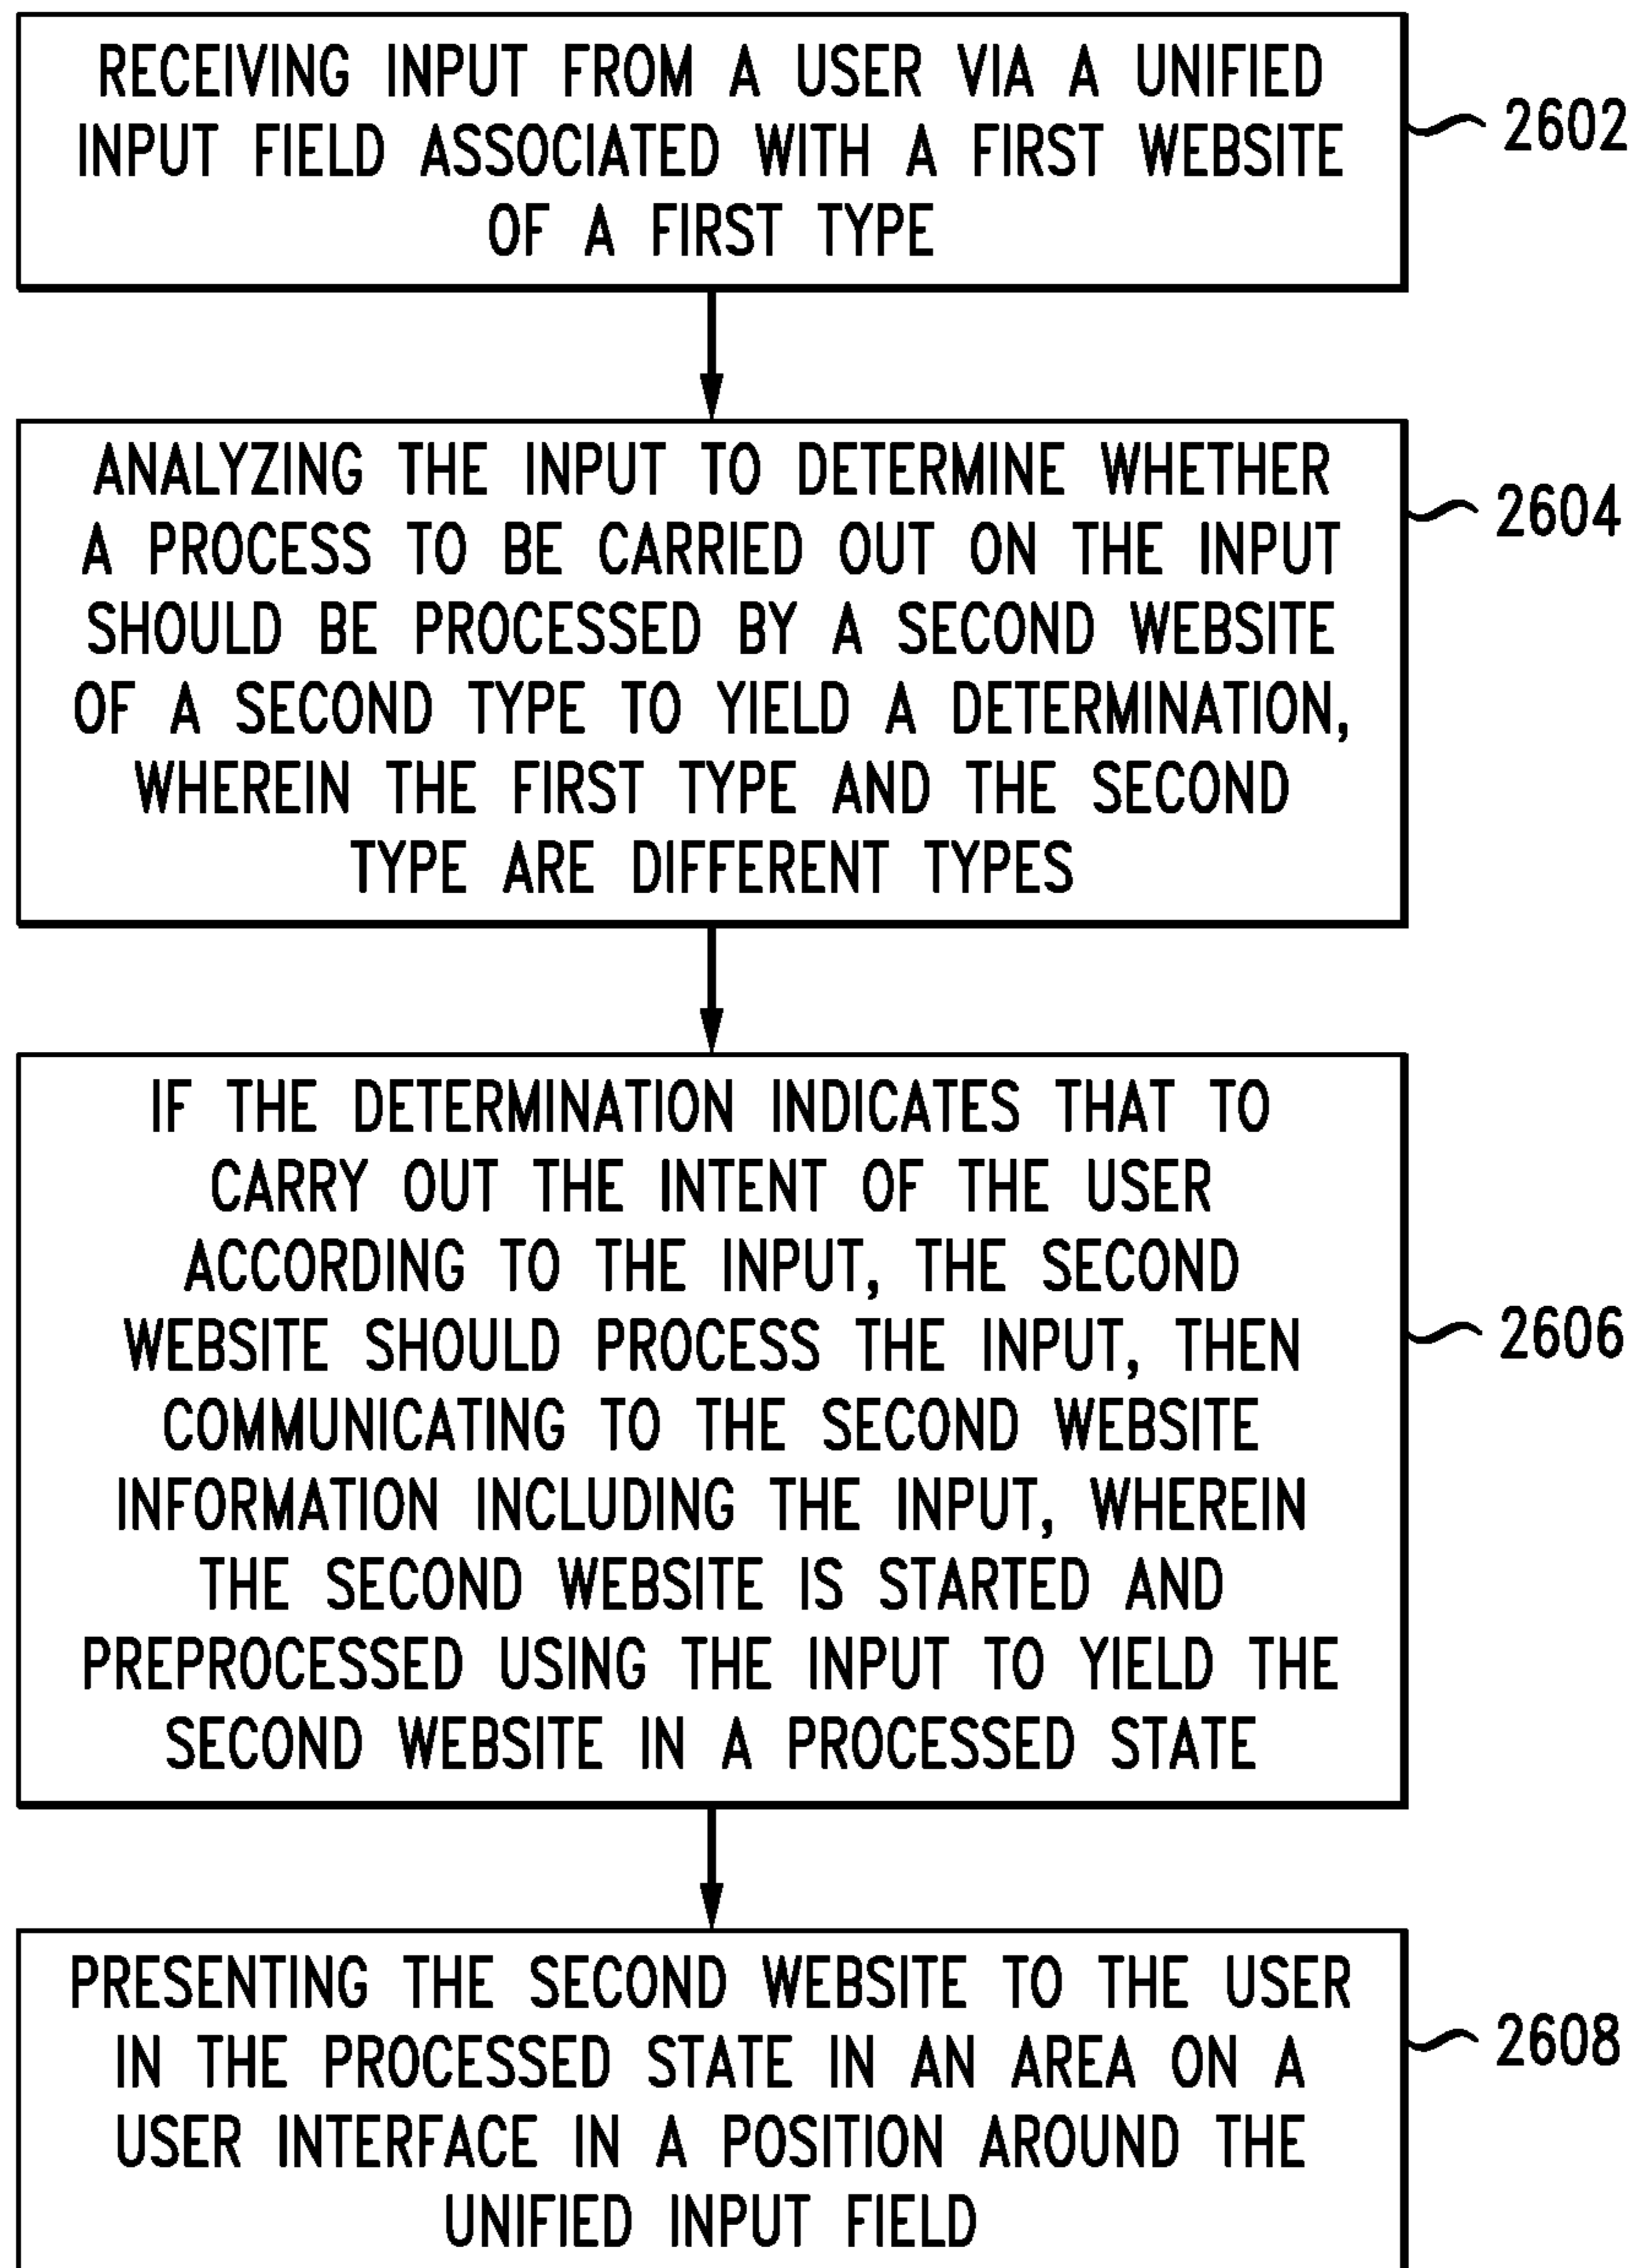 RECEIVING INPUT FROM A USER VIA A UNIFIED
INPUT FIELD ASSOCIATED WITH A FIRST WEBSITE
OF A FIRST TYPE
2602
ANALYZING THE INPUT TO DETERMINE WHETHER
A PROCESS TO BE CARRIED OUT ON THE INPUT
SHOULD BE PROCESSED BY A SECOND WEBSITE
OF A SECOND TYPE TO YIELD A DETERMINATION,
WHEREIN THE FIRST TYPE AND THE SECOND
TYPE ARE DIFFERENT TYPES
2604
IF THE DETERMINATION INDICATES THAT TO
CARRY OUT THE INTENT OF THE USER
ACCORDING TO THE INPUT, THE SECOND
WEBSITE SHOULD PROCESS THE INPUT, THEN
COMMUNICATING TO THE SECOND WEBSITE
INFORMATION INCLUDING THE INPUT, WHEREIN
THE SECOND WEBSITE IS STARTED AND
PREPROCESSED USING THE INPUT TO YIELD THE
SECOND WEBSITE IN A PROCESSED STATE
2606
PRESENTING THE SECOND WEBSITE TO THE USER
IN THE PROCESSED STATE IN AN AREA ON A
USER INTERFACE IN A POSITION AROUND THE
UNIFIED INPUT FIELD
2608